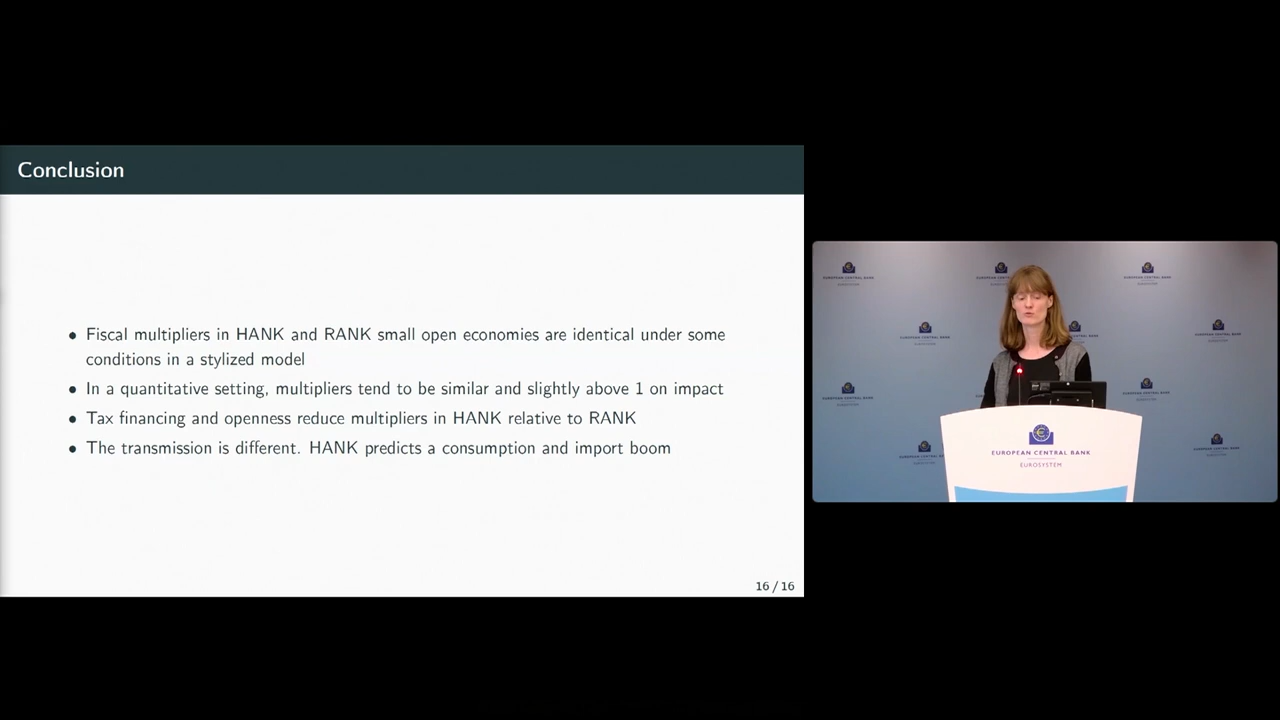 Conclusion
• Fiscal multipliers in HANK and RANK small open economies are identical under some
conditions in a stylized model
• In a quantitative setting, multipliers tend to be similar and slightly above 1 on impact
• Tax financing and openness reduce multipliers in HANK relative to RANK
• The transmission is different. HANK predicts a consumption and import boom
16 / 16
EUROPEAN CENTRAL BANK
EUROSYSTEM